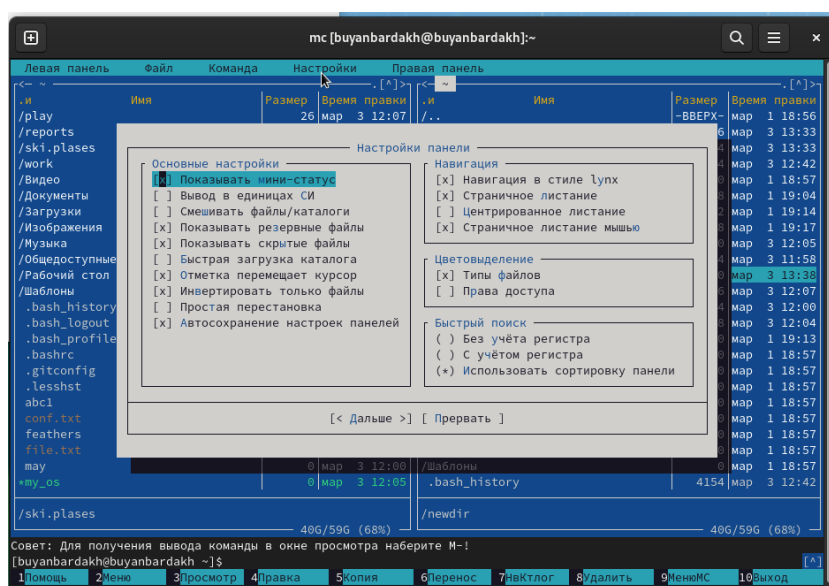 mc [buyanbardakh@buyanbardakh]:~
Левая панель Файл Команда Настройки Правая панель
<— ~ .[^]> <— ~ .[^]>
.и Имя Размер Время правки .и Имя Размер Время правки
/play 26 мар 3 12:07 /.. -ВВЕРХ- мар 1 18:56
/reports 6 мар 3 13:33
/ski.plases мар 3 13:33
/work мар 3 12:42
/Видео мар 1 18:57
/Документы мар 1 19:04
/Загрузки мар 1 19:14
/Изображения мар 1 19:17
/Музыка мар 3 12:05
/Общедоступные мар 3 11:58
/Рабочий стол мар 3 13:38
/Шаблоны мар 3 12:07
.bash_history мар 3 12:00
.bash_logout мар 3 12:04
.bash_profile мар 1 19:13
.bashrc мар 1 18:57
.gitconfig мар 1 18:57
.lesshst мар 1 18:57
abc1 мар 1 18:57
conf.txt мар 1 18:57
feathers мар 1 18:57
file.txt мар 1 18:57
may 0 мар 3 12:00 /Шаблоны 0 мар 1 18:57
*my_os 0 мар 3 12:05 .bash_history 4154 мар 3 12:42
Настройки панели
Основные настройки
[x] Показывать мини-статус
[ ] Вывод в единицах СИ
[ ] Смешивать файлы/каталоги
[x] Показывать резервные файлы
[x] Показывать скрытые файлы
[ ] Быстрая загрузка каталога
[x] Отметка перемещает курсор
[x] Инвертировать только файлы
[ ] Простая перестановка
[x] Автосохранение настроек панелей
Навигация
[x] Навигация в стиле lynx
[x] Страничное листание
[ ] Центрированное листание
[x] Страничное листание мышью
Цветовыделение
[x] Типы файлов
[ ] Права доступа
Быстрый поиск
( ) Без учёта регистра
( ) С учётом регистра
(*) Использовать сортировку панели
[< Дальше >] [ Прервать ]
/ski.plases /newdir
40G/59G (68%) 40G/59G (68%)
Совет: Для получения вывода команды в окне просмотра наберите M-!
[buyanbardakh@buyanbardakh ~]$ [^]
1Помощь 2Меню 3Просмотр 4Правка 5Копия 6Перенос 7НвКтлог 8Удалить 9МенюMC 10Выход